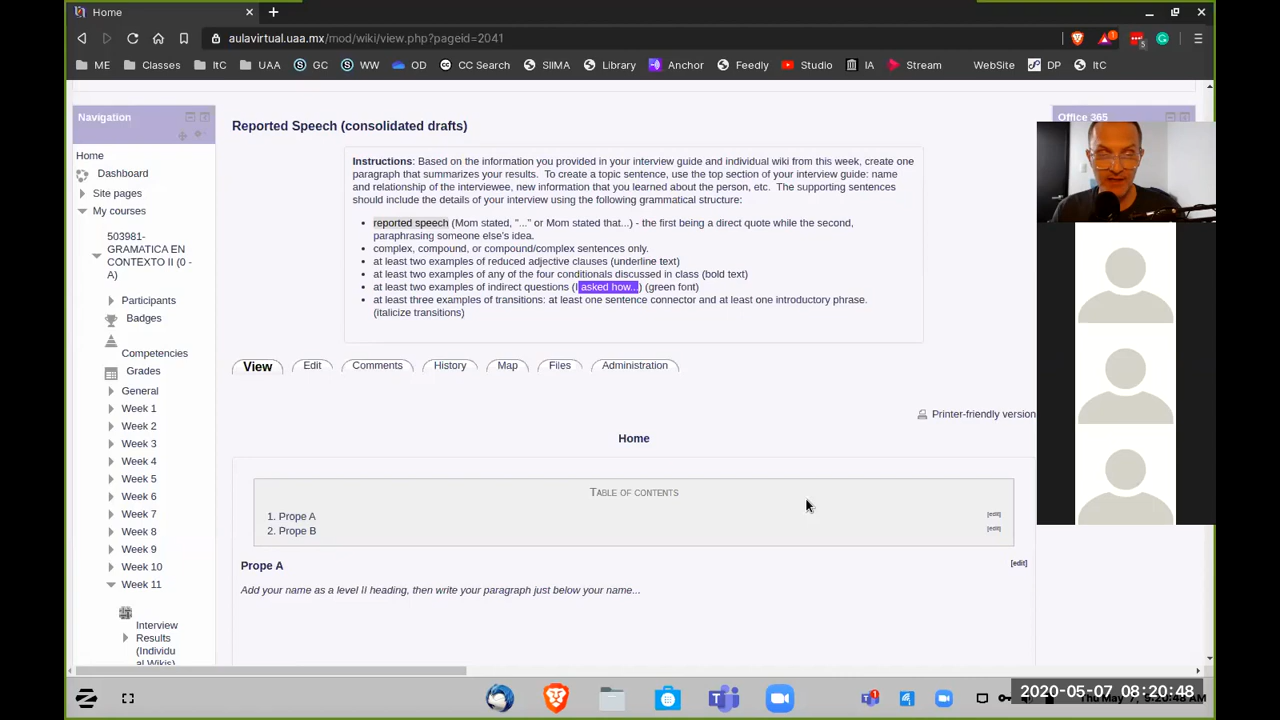 Home
aulavirtual.uaa.mx/mod/wiki/view.php?pageid=2041
ME Classes ItC UAA GC WW OD CC Search SIIMA Library Anchor Feedly Studio IA Stream WebSite DP ItC
Navigation
Home
Dashboard
Site pages
My courses
503981-
GRAMATICA EN
CONTEXTO II (0 -
A)
Participants
Badges
Competencies
Grades
General
Week 1
Week 2
Week 3
Week 4
Week 5
Week 6
Week 7
Week 8
Week 9
Week 10
Week 11
Interview
Results
(Individ
ual Wikis)
Reported Speech (consolidated drafts)
Instructions: Based on the information you provided in your interview guide and individual wiki from this week, create one
paragraph that summarizes your results. To create a topic sentence, use the top section of your interview guide: name
and relationship of the interviewee, new information that you learned about the person, etc. The supporting sentences
should include the details of your interview using the following grammatical structure:
reported speech (Mom stated, "..." or Mom stated that...) - the first being a direct quote while the second,
paraphrasing someone else's idea.
complex, compound, or compound/complex sentences only.
at least two examples of reduced adjective clauses (underline text)
at least two examples of any of the four conditionals discussed in class (bold text)
at least two examples of indirect questions (I asked how...) (green font)
at least three examples of transitions: at least one sentence connector and at least one introductory phrase.
(italicize transitions)
View Edit Comments History Map Files Administration
Printer-friendly version
Home
TABLE OF CONTENTS
1. Prope A [edit]
2. Prope B [edit]
Prope A [edit]
Add your name as a level II heading, then write your paragraph just below your name...
Office 365
2020-05-07 08:20:48